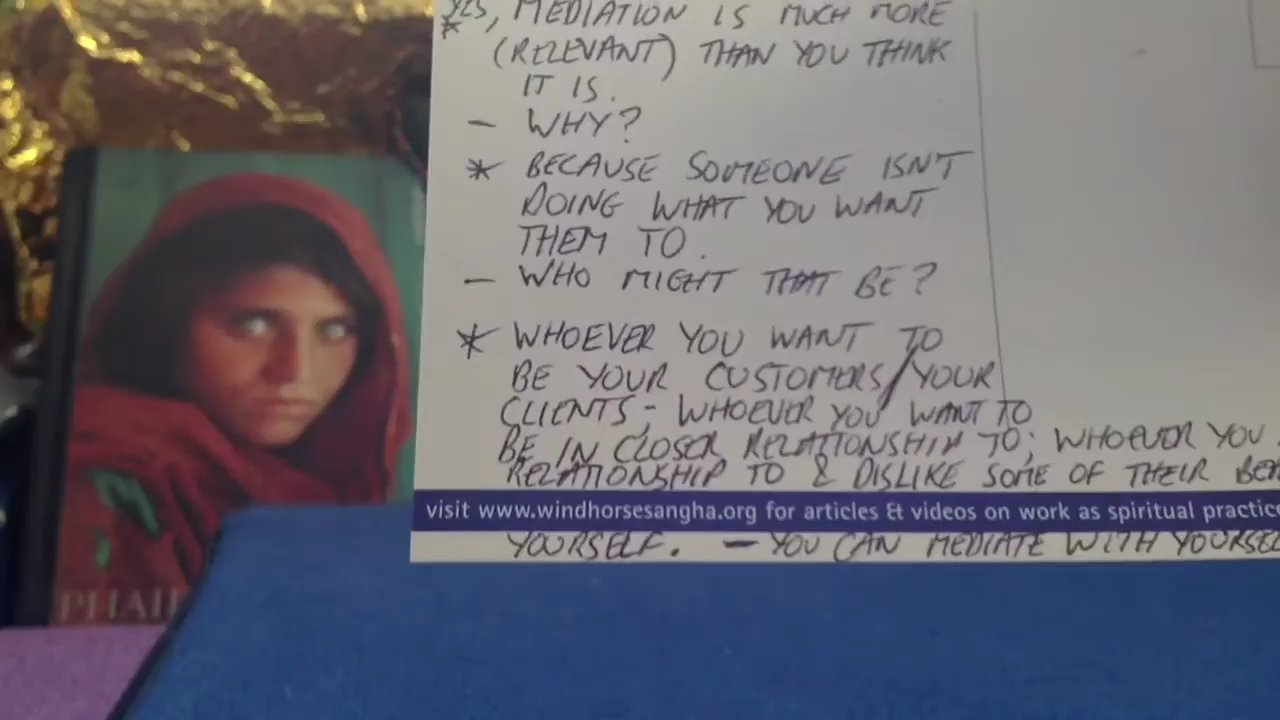 YES, MEDIATION IS MUCH MORE
* (RELEVANT) THAN YOU THINK
IT IS.
– WHY?
* BECAUSE SOMEONE ISN'T
DOING WHAT YOU WANT
THEM TO.
– WHO MIGHT THAT BE?
* WHOEVER YOU WANT TO
BE YOUR CUSTOMERS/YOUR
CLIENTS; WHOEVER YOU WANT TO
BE IN CLOSER RELATIONSHIP TO; WHOEVER YOU
RELATIONSHIP TO & DISLIKE SOME OF THEIR
visit www.windhorsesangha.org for articles & videos on work as spiritual practice
YOURSELF. – YOU CAN MEDIATE WITH